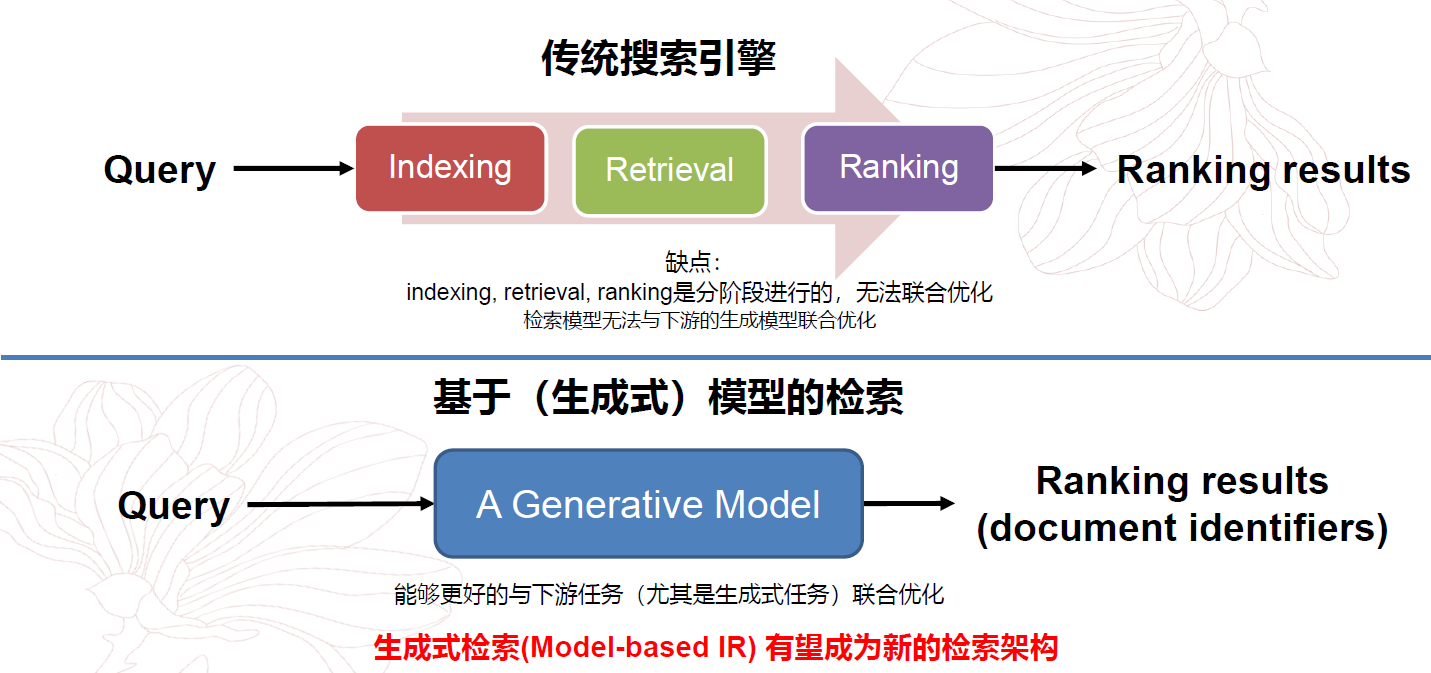 传统搜索引擎
Query
Indexing
Retrieval
Ranking
Ranking results
缺点：
indexing, retrieval, ranking是分阶段进行的，无法联合优化
检索模型无法与下游的生成模型联合优化
基于（生成式）模型的检索
Query
A Generative Model
Ranking results
(document identifiers)
能够更好的与下游任务（尤其是生成式任务）联合优化
生成式检索(Model-based IR) 有望成为新的检索架构